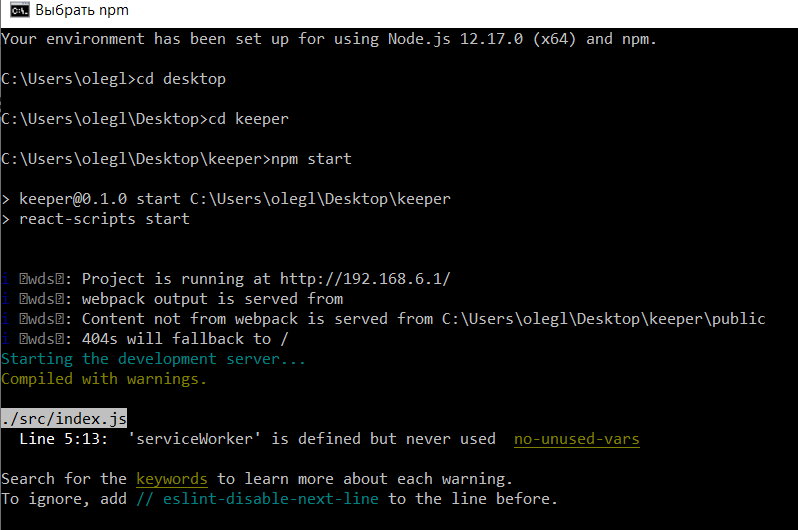 Выбрать npm
Your environment has been set up for using Node.js 12.17.0 (x64) and npm.
C:\Users\olegl>cd desktop
C:\Users\olegl\Desktop>cd keeper
C:\Users\olegl\Desktop\keeper>npm start
> keeper@0.1.0 start C:\Users\olegl\Desktop\keeper
> react-scripts start
i 「wds」: Project is running at http://192.168.6.1/
i 「wds」: webpack output is served from
i 「wds」: Content not from webpack is served from C:\Users\olegl\Desktop\keeper\public
i 「wds」: 404s will fallback to /
Starting the development server...
Compiled with warnings.
./src/index.js
Line 5:13:  'serviceWorker' is defined but never used  no-unused-vars
Search for the keywords to learn more about each warning.
To ignore, add // eslint-disable-next-line to the line before.